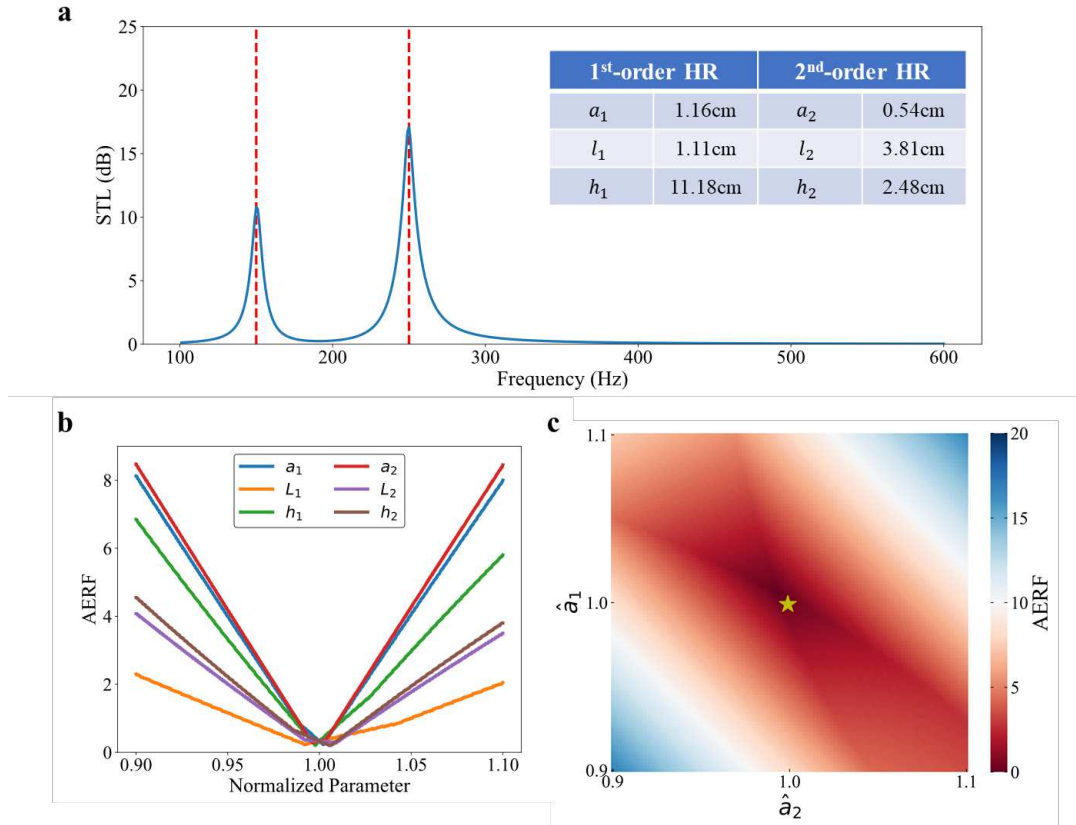 a
25
20
15
10
5
0
STL (dB)
100 200 300 400 500 600
Frequency (Hz)
1st-order HR 2nd-order HR
a₁ 1.16cm a₂ 0.54cm
l₁ 1.11cm l₂ 3.81cm
h₁ 11.18cm h₂ 2.48cm
b
8
6
4
2
0
AERF
a₁ a₂
L₁ L₂
h₁ h₂
0.90 0.95 1.00 1.05 1.10
Normalized Parameter
c
1.1
1.0
0.9
â₁
0.9 1.0 1.1
â₂
20
15
10
5
0
AERF